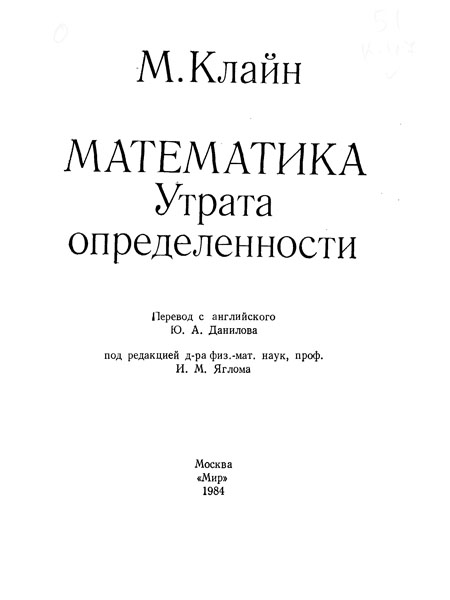 М. Клайн
МАТЕМАТИКА
Утрата
определенности
Перевод с английского
Ю. А. Данилова
под редакцией д-ра физ.-мат. наук, проф.
И. М. Яглома
Москва
«Мир»
1984